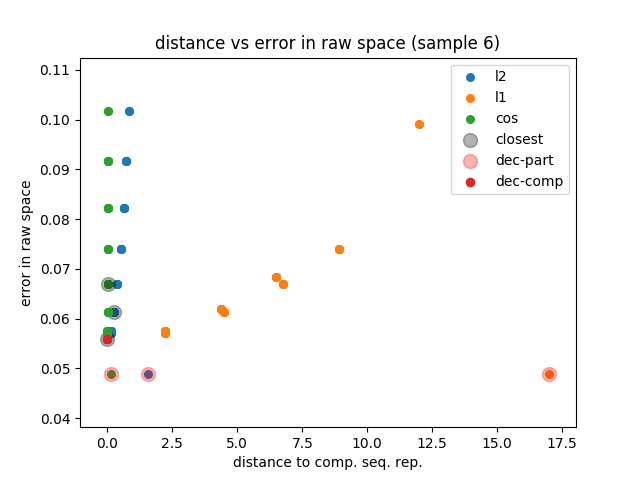 distance vs error in raw space (sample 6)
0.11
0.10
0.09
0.08
0.07
0.06
0.05
0.04
error in raw space
l2
l1
cos
closest
dec-part
dec-comp
0.0 2.5 5.0 7.5 10.0 12.5 15.0 17.5
distance to comp. seq. rep.